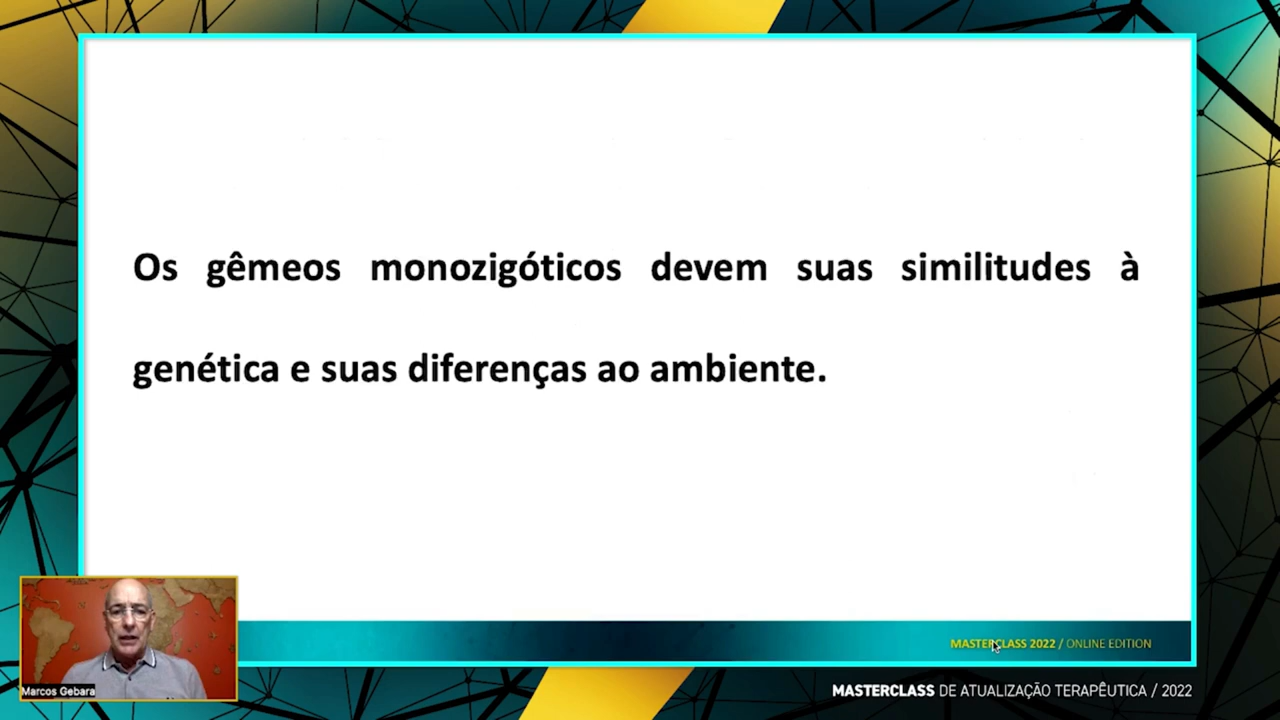 Os gêmeos monozigóticos devem suas similitudes à
genética e suas diferenças ao ambiente.
MASTERCLASS 2022 / ONLINE EDITION
Marcos Gebara
MASTERCLASS DE ATUALIZAÇÃO TERAPÊUTICA / 2022